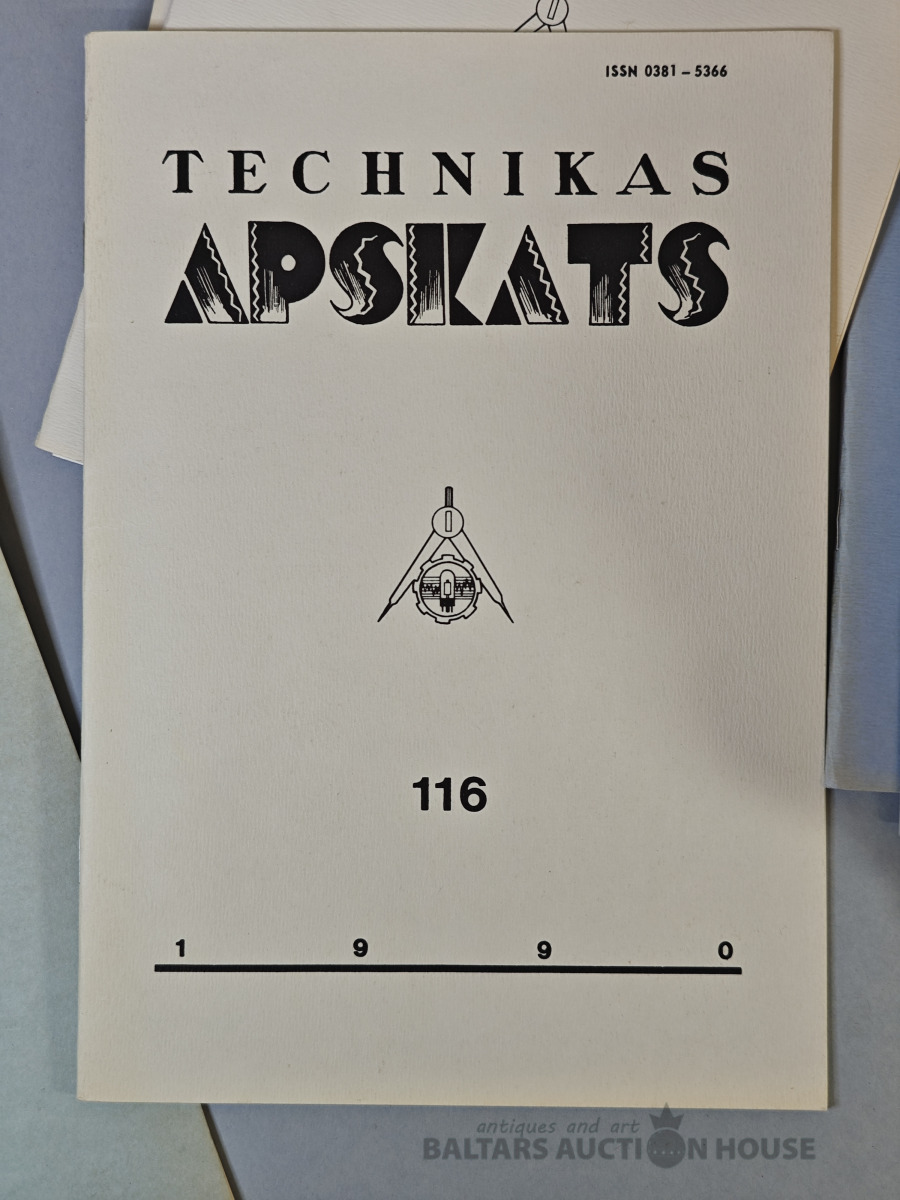 ISSN 0381 – 5366
TECHNIKAS
APSKATS
116
1 9 9 0
antiques and art
BALTARS AUCTION HOUSE